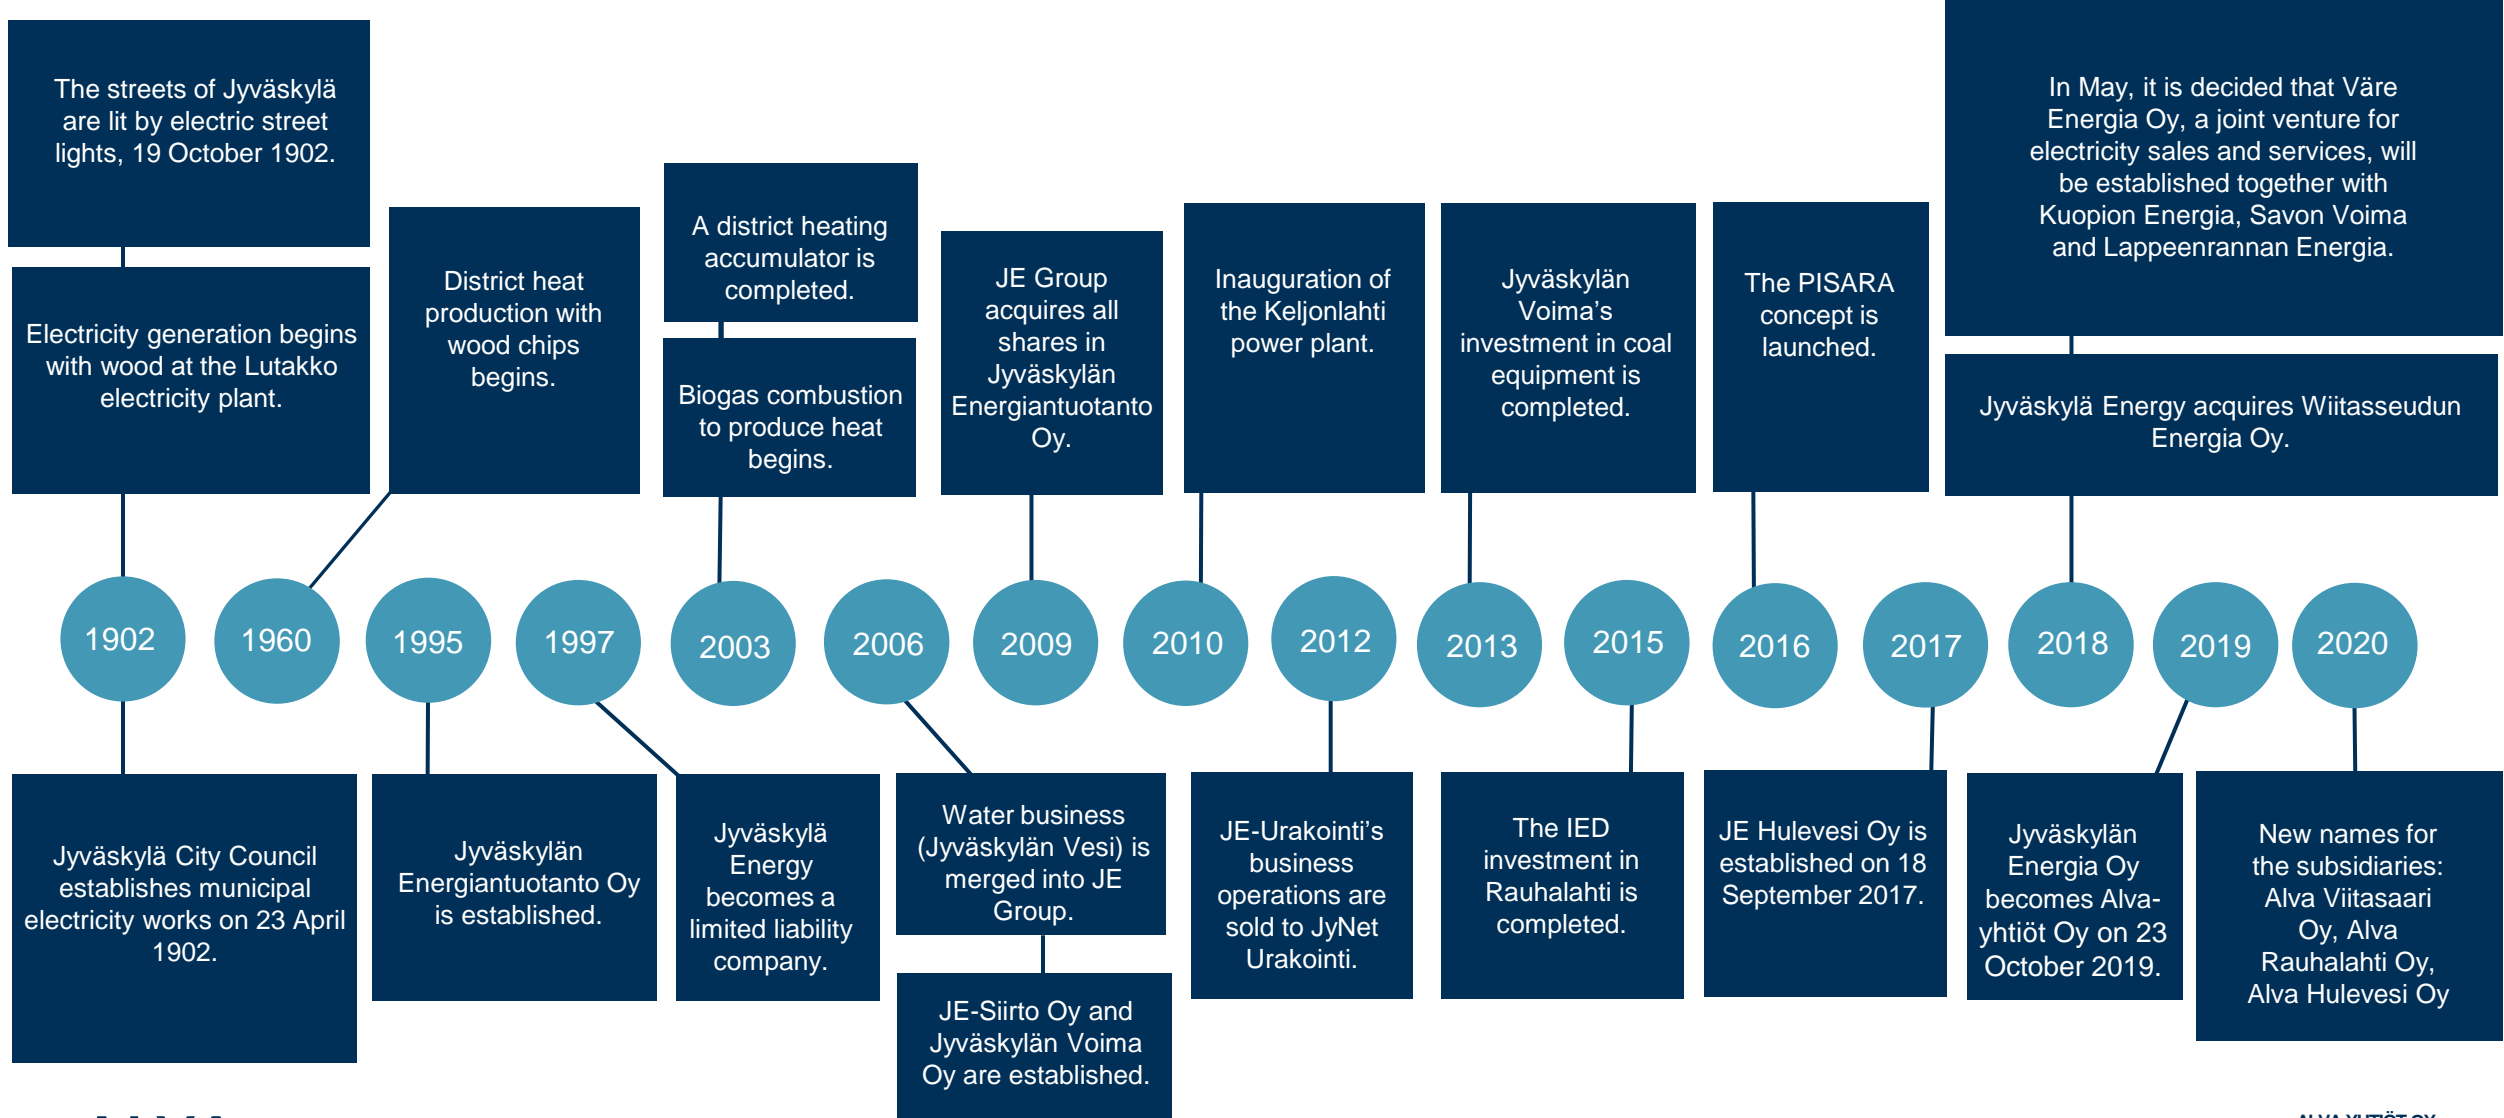 The streets of Jyväskylä
are lit by electric street
lights, 19 October 1902.
Electricity generation begins
with wood at the Lutakko
electricity plant.
District heat
production with
wood chips
begins.
A district heating
accumulator is
completed.
Biogas combustion
to produce heat
begins.
JE Group
acquires all
shares in
Jyväskylän
Energiantuotanto
Oy.
Inauguration of
the Keljonlahti
power plant.
Jyväskylän
Voima’s
investment in coal
equipment is
completed.
The PISARA
concept is
launched.
In May, it is decided that Väre
Energia Oy, a joint venture for
electricity sales and services, will
be established together with
Kuopion Energia, Savon Voima
and Lappeenrannan Energia.
Jyväskylä Energy acquires Wiitasseudun
Energia Oy.
1902
1960
1995
1997
2003
2006
2009
2010
2012
2013
2015
2016
2017
2018
2019
2020
Jyväskylä City Council
establishes municipal
electricity works on 23 April
1902.
Jyväskylän
Energiantuotanto Oy
is established.
Jyväskylä
Energy
becomes a
limited liability
company.
Water business
(Jyväskylän Vesi) is
merged into JE
Group.
JE-Siirto Oy and
Jyväskylän Voima
Oy are established.
JE-Urakointi’s
business
operations are
sold to JyNet
Urakointi.
The IED
investment in
Rauhalahti is
completed.
JE Hulevesi Oy is
established on 18
September 2017.
Jyväskylän
Energia Oy
becomes Alva-
yhtiöt Oy on 23
October 2019.
New names for
the subsidiaries:
Alva Viitasaari
Oy, Alva
Rauhalahti Oy,
Alva Hulevesi Oy
ALVA-YHTIÖT OY